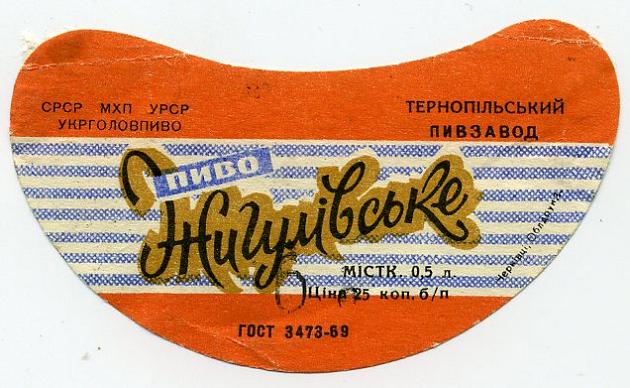 СРСР МХП УРСР
УКРГОЛОВПИВО
ТЕРНОПІЛЬСЬКИЙ
ПИВЗАВОД
ПИВО
Жигулівське
МІСТК. 0,5 л.
Ціна 25 коп. б/п
ГОСТ 3473-69